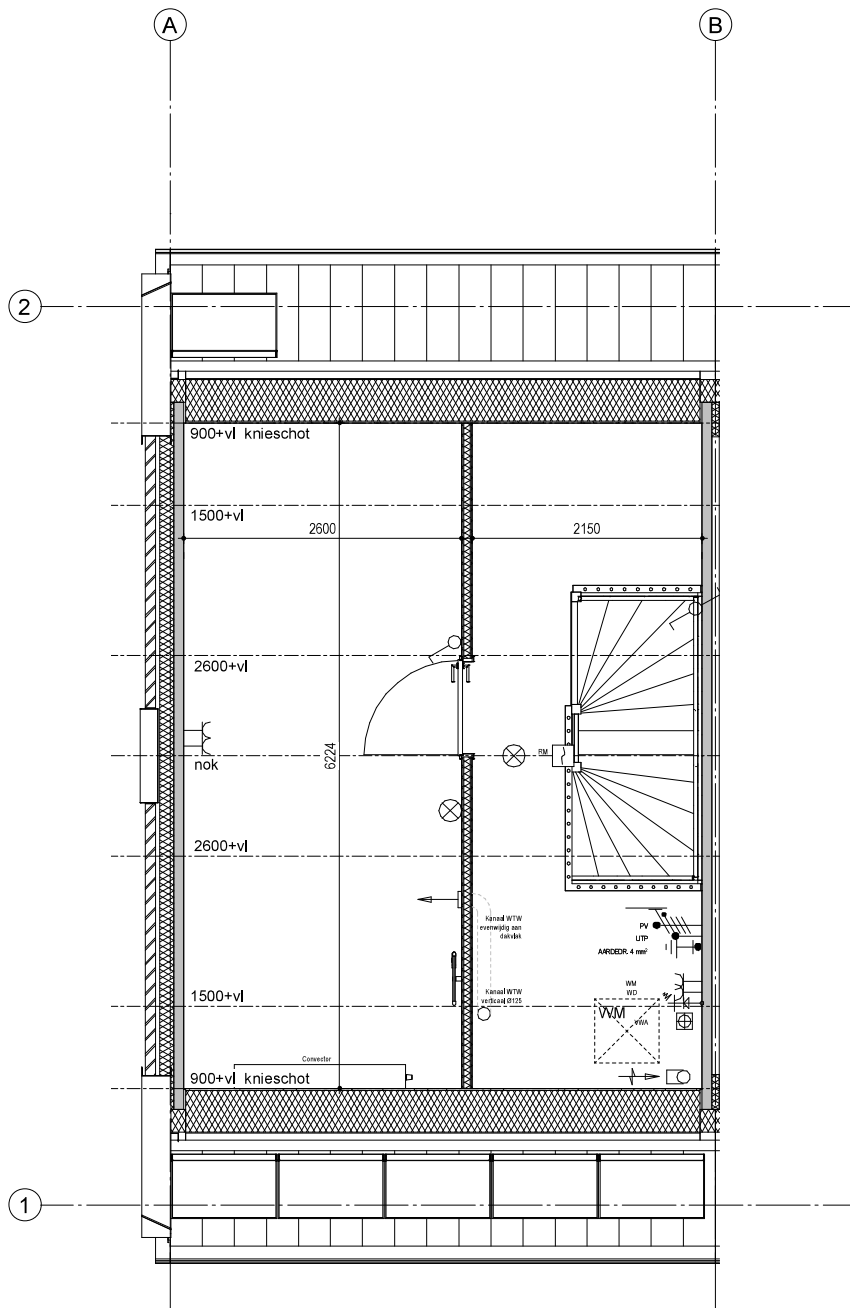 A
B
2
900+vl knieschot
1500+vl
2600
2150
2600+vl
6224
nok
RM
2600+vl
Kanaal WTW
evenwijdig aan
dakvlak
PV
UTP
AARDEDR. 4 mm²
1500+vl
Kanaal WTW
verticaal Ø125
WM
WD
WM
VWA
Convector
900+vl knieschot
1